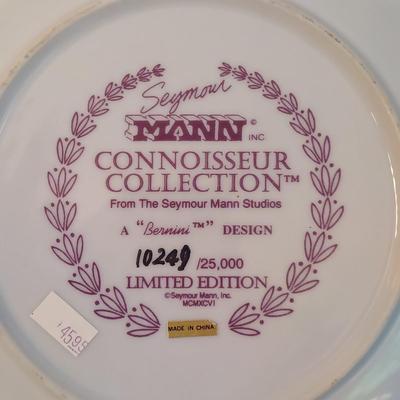 Seymour
MANN © INC
CONNOISSEUR
COLLECTION™
From The Seymour Mann Studios
A "Bernini™" DESIGN
10249 /25,000
LIMITED EDITION
©Seymour Mann, Inc.
MCMXCVI
MADE IN CHINA
4595